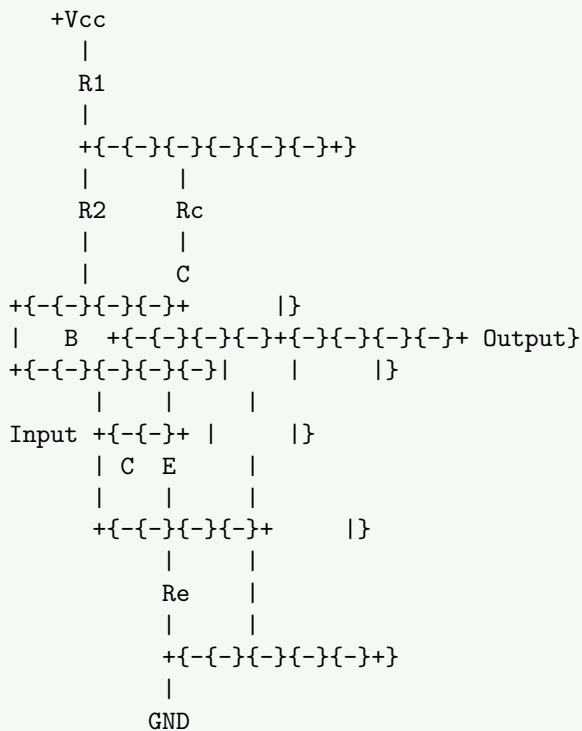 +Vcc
|
R1
|
+{-{-}{-}{-}{-}{-}+}
| |
R2 Rc
| |
| C
+{-{-}{-}{-}+ |}
| B +{-{-}{-}{-}+{-}{-}{-}{-}+ Output}
+{-{-}{-}{-}{-}| | |}
| | |
Input +{-{-}+ | |}
| C E |
| | |
+{-{-}{-}{-}+ |}
| |
Re |
| |
+{-{-}{-}{-}{-}+}
|
GND